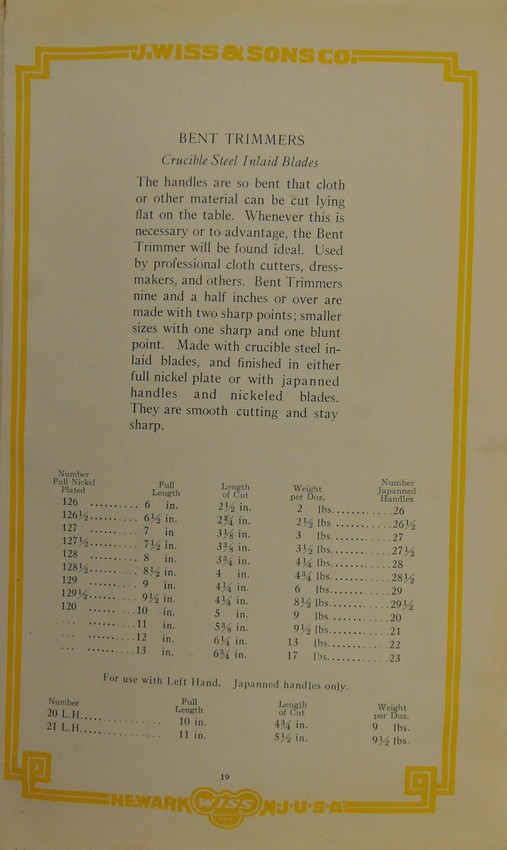 J. WISS & SONS CO.
BENT TRIMMERS
Crucible Steel Inlaid Blades
The handles are so bent that cloth
or other material can be cut lying
flat on the table. Whenever this is
necessary or to advantage, the Bent
Trimmer will be found ideal. Used
by professional cloth cutters, dress-
makers, and others. Bent Trimmers
nine and a half inches or over are
made with two sharp points; smaller
sizes with one sharp and one blunt
point. Made with crucible steel in-
laid blades, and finished in either
full nickel plate or with japanned
handles and nickeled blades.
They are smooth cutting and stay
sharp.
Number Full Nickel Plated Full Length Length of Cut Weight per Doz. Number Japanned Handles
126 .......... 6 in. 2½ in. 2 lbs............26
126½.......... 6½ in. 2¾ in. 2½ lbs ...........26½
127 .......... 7 in 3⅛ in. 3 lbs............27
127½.......... 7½ in. 3⅜ in. 3½ lbs............27½
128 .......... 8 in. 3¾ in. 4¼ lbs............28
128½.......... 8½ in. 4 in. 4¾ lbs............28½
129 .......... 9 in. 4¼ in. 6 lbs............29
129½.......... 9½ in. 4¼ in. 8½ lbs............29½
120 ..........10 in. 5 in. 9 lbs............20
.... ..........11 in. 5⅜ in. 9½ lbs............21
.... ..........12 in. 6¼ in. 13 lbs............22
.... ..........13 in. 6¾ in. 17 lbs............23
For use with Left Hand. Japanned handles only.
Number Full Length Length of Cut Weight per Doz.
20 L.H................. 10 in. 4¾ in. 9 lbs.
21 L.H................. 11 in. 5½ in. 9½ lbs.
19
NEWARK WISS N.J. U.S.A.